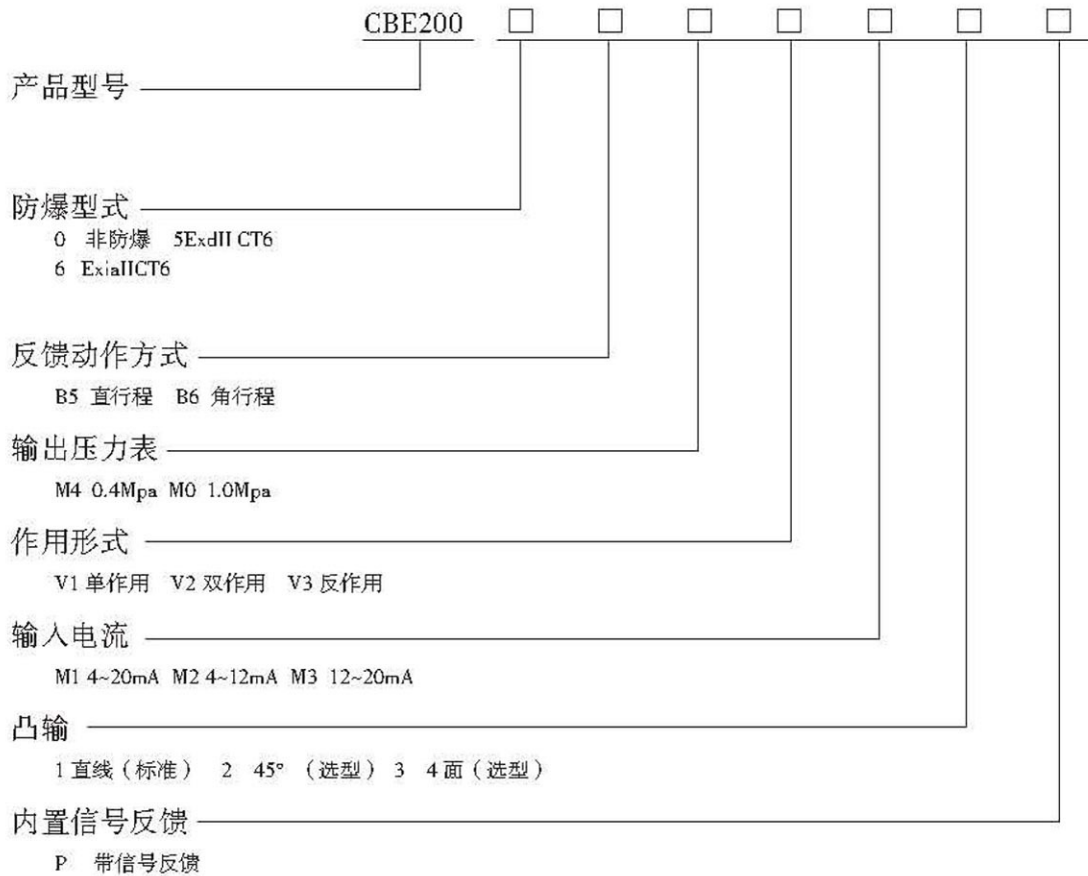 CBE200 □ □ □ □ □ □ □
产品型号
防爆型式
0 非防爆 5ExdII CT6
6 ExiaIICT6
反馈动作方式
B5 直行程 B6 角行程
输出压力表
M4 0.4Mpa M0 1.0Mpa
作用形式
V1 单作用 V2 双作用 V3 反作用
输入电流
M1 4~20mA M2 4~12mA M3 12~20mA
凸输
1 直线（标准） 2 45° （选型） 3 4面（选型）
内置信号反馈
P 带信号反馈